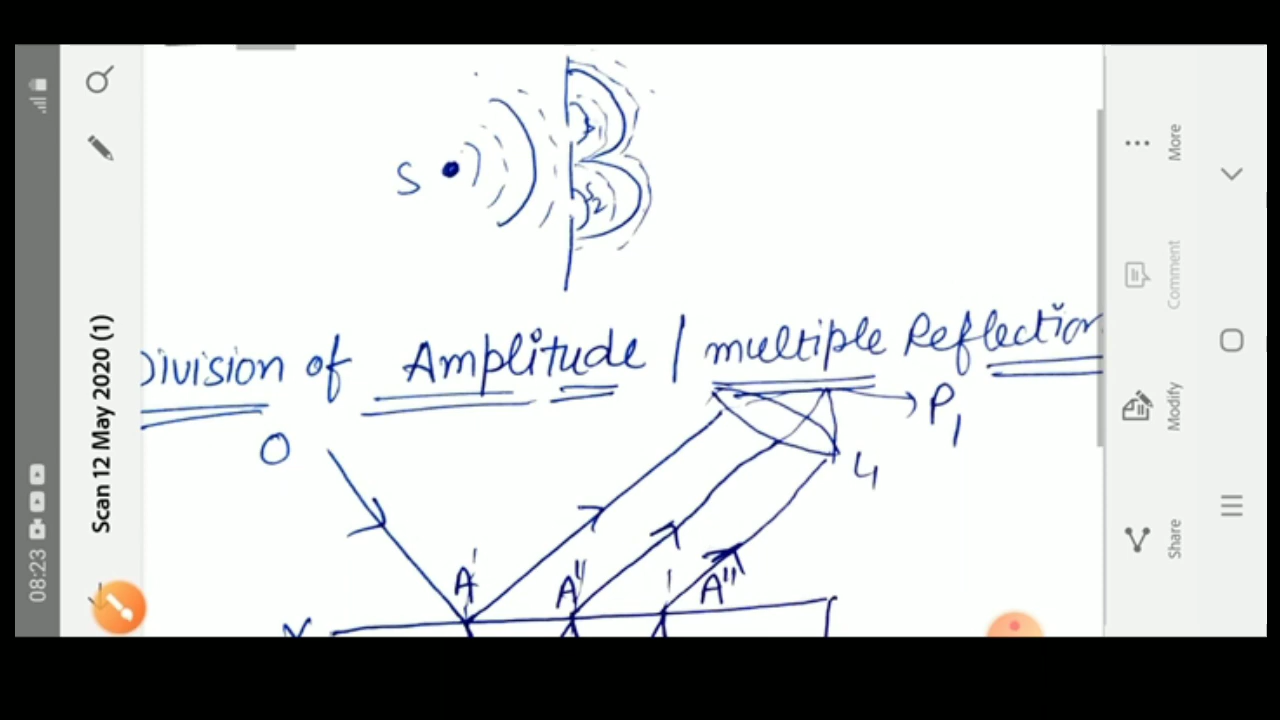 S
S2
Division of Amplitude / multiple Reflection
O
P1
L1
A'
A"
A'''
X
08:23
Scan 12 May 2020 (1)
More
Comment
Modify
Share